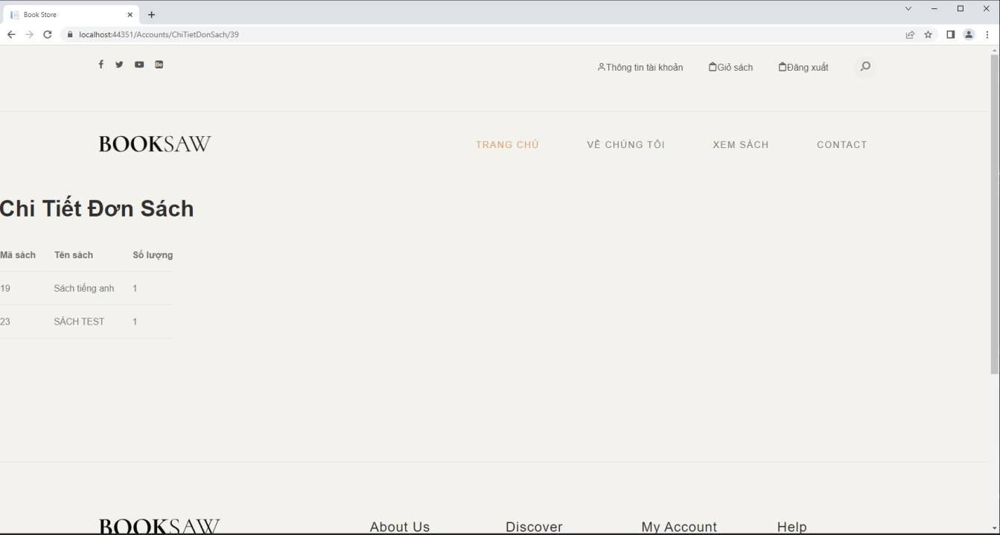 Book Store
localhost:44351/Accounts/ChiTietDonSach/39
Thông tin tài khoản Giỏ sách Đăng xuất
BOOKSAW TRANG CHỦ VỀ CHÚNG TÔI XEM SÁCH CONTACT
Chi Tiết Đơn Sách
Mã sách Tên sách Số lượng
19 Sách tiếng anh 1
23 SÁCH TEST 1
BOOKSAW About Us Discover My Account Help